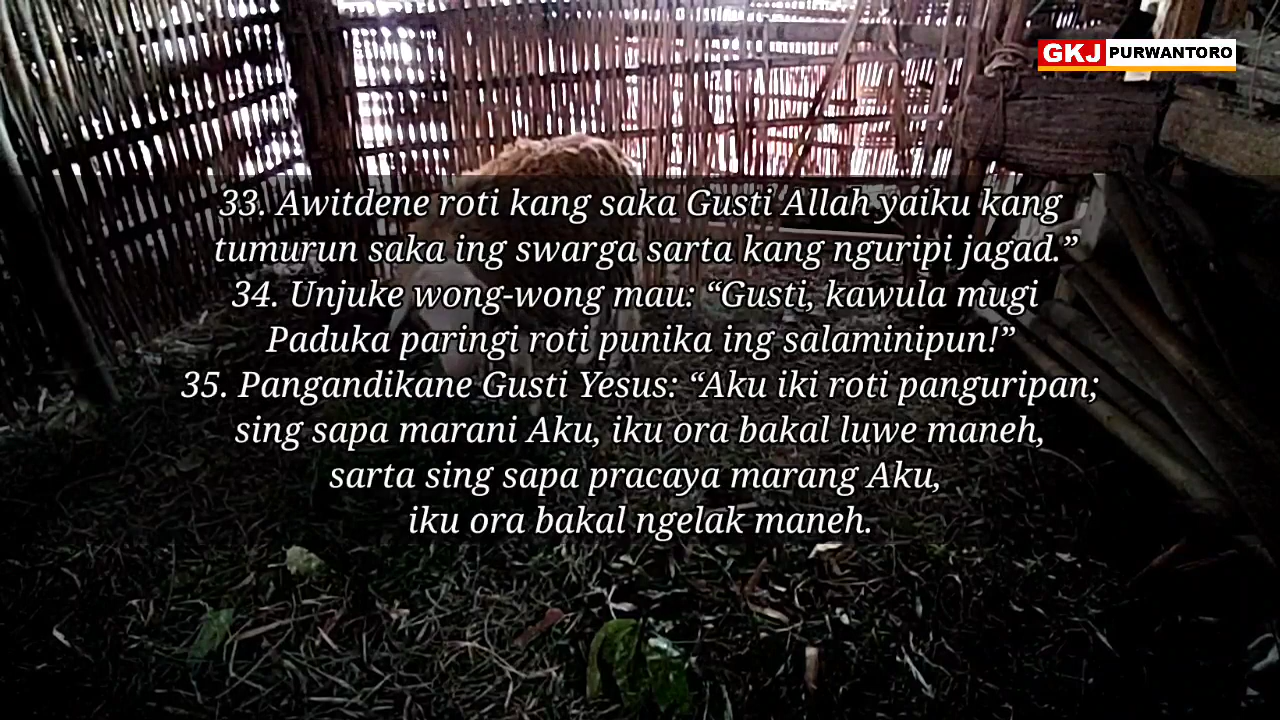 GKJ PURWANTORO
33. Awitdene roti kang saka Gusti Allah yaiku kang
tumurun saka ing swarga sarta kang nguripi jagad.”
34. Unjuke wong-wong mau: “Gusti, kawula mugi
Paduka paringi roti punika ing salaminipun!”
35. Pangandikane Gusti Yesus: “Aku iki roti panguripan;
sing sapa marani Aku, iku ora bakal luwe maneh,
sarta sing sapa pracaya marang Aku,
iku ora bakal ngelak maneh.